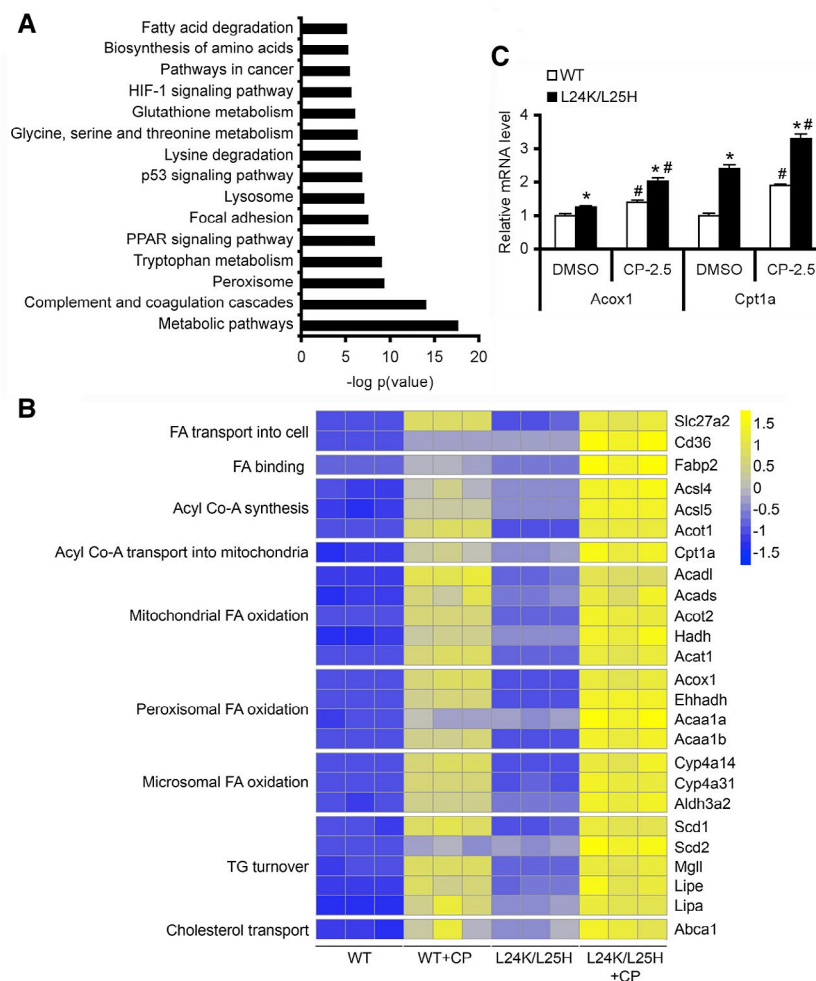 A
Fatty acid degradation
Biosynthesis of amino acids
Pathways in cancer
HIF-1 signaling pathway
Glutathione metabolism
Glycine, serine and threonine metabolism
Lysine degradation
p53 signaling pathway
Lysosome
Focal adhesion
PPAR signaling pathway
Tryptophan metabolism
Peroxisome
Complement and coagulation cascades
Metabolic pathways
0 5 10 15 20
-log p(value)
C
WT
L24K/L25H
Relative mRNA level
4
3
2
1
0
* # *# * # *#
DMSO CP-2.5 DMSO CP-2.5
Acox1 Cpt1a
B
FA transport into cell
FA binding
Acyl Co-A synthesis
Acyl Co-A transport into mitochondria
Mitochondrial FA oxidation
Peroxisomal FA oxidation
Microsomal FA oxidation
TG turnover
Cholesterol transport
Slc27a2
Cd36
Fabp2
Acsl4
Acsl5
Acot1
Cpt1a
Acadl
Acads
Acot2
Hadh
Acat1
Acox1
Ehhadh
Acaa1a
Acaa1b
Cyp4a14
Cyp4a31
Aldh3a2
Scd1
Scd2
Mgll
Lipe
Lipa
Abca1
1.5
1
0.5
0
-0.5
-1
-1.5
WT WT+CP L24K/L25H L24K/L25H
+CP